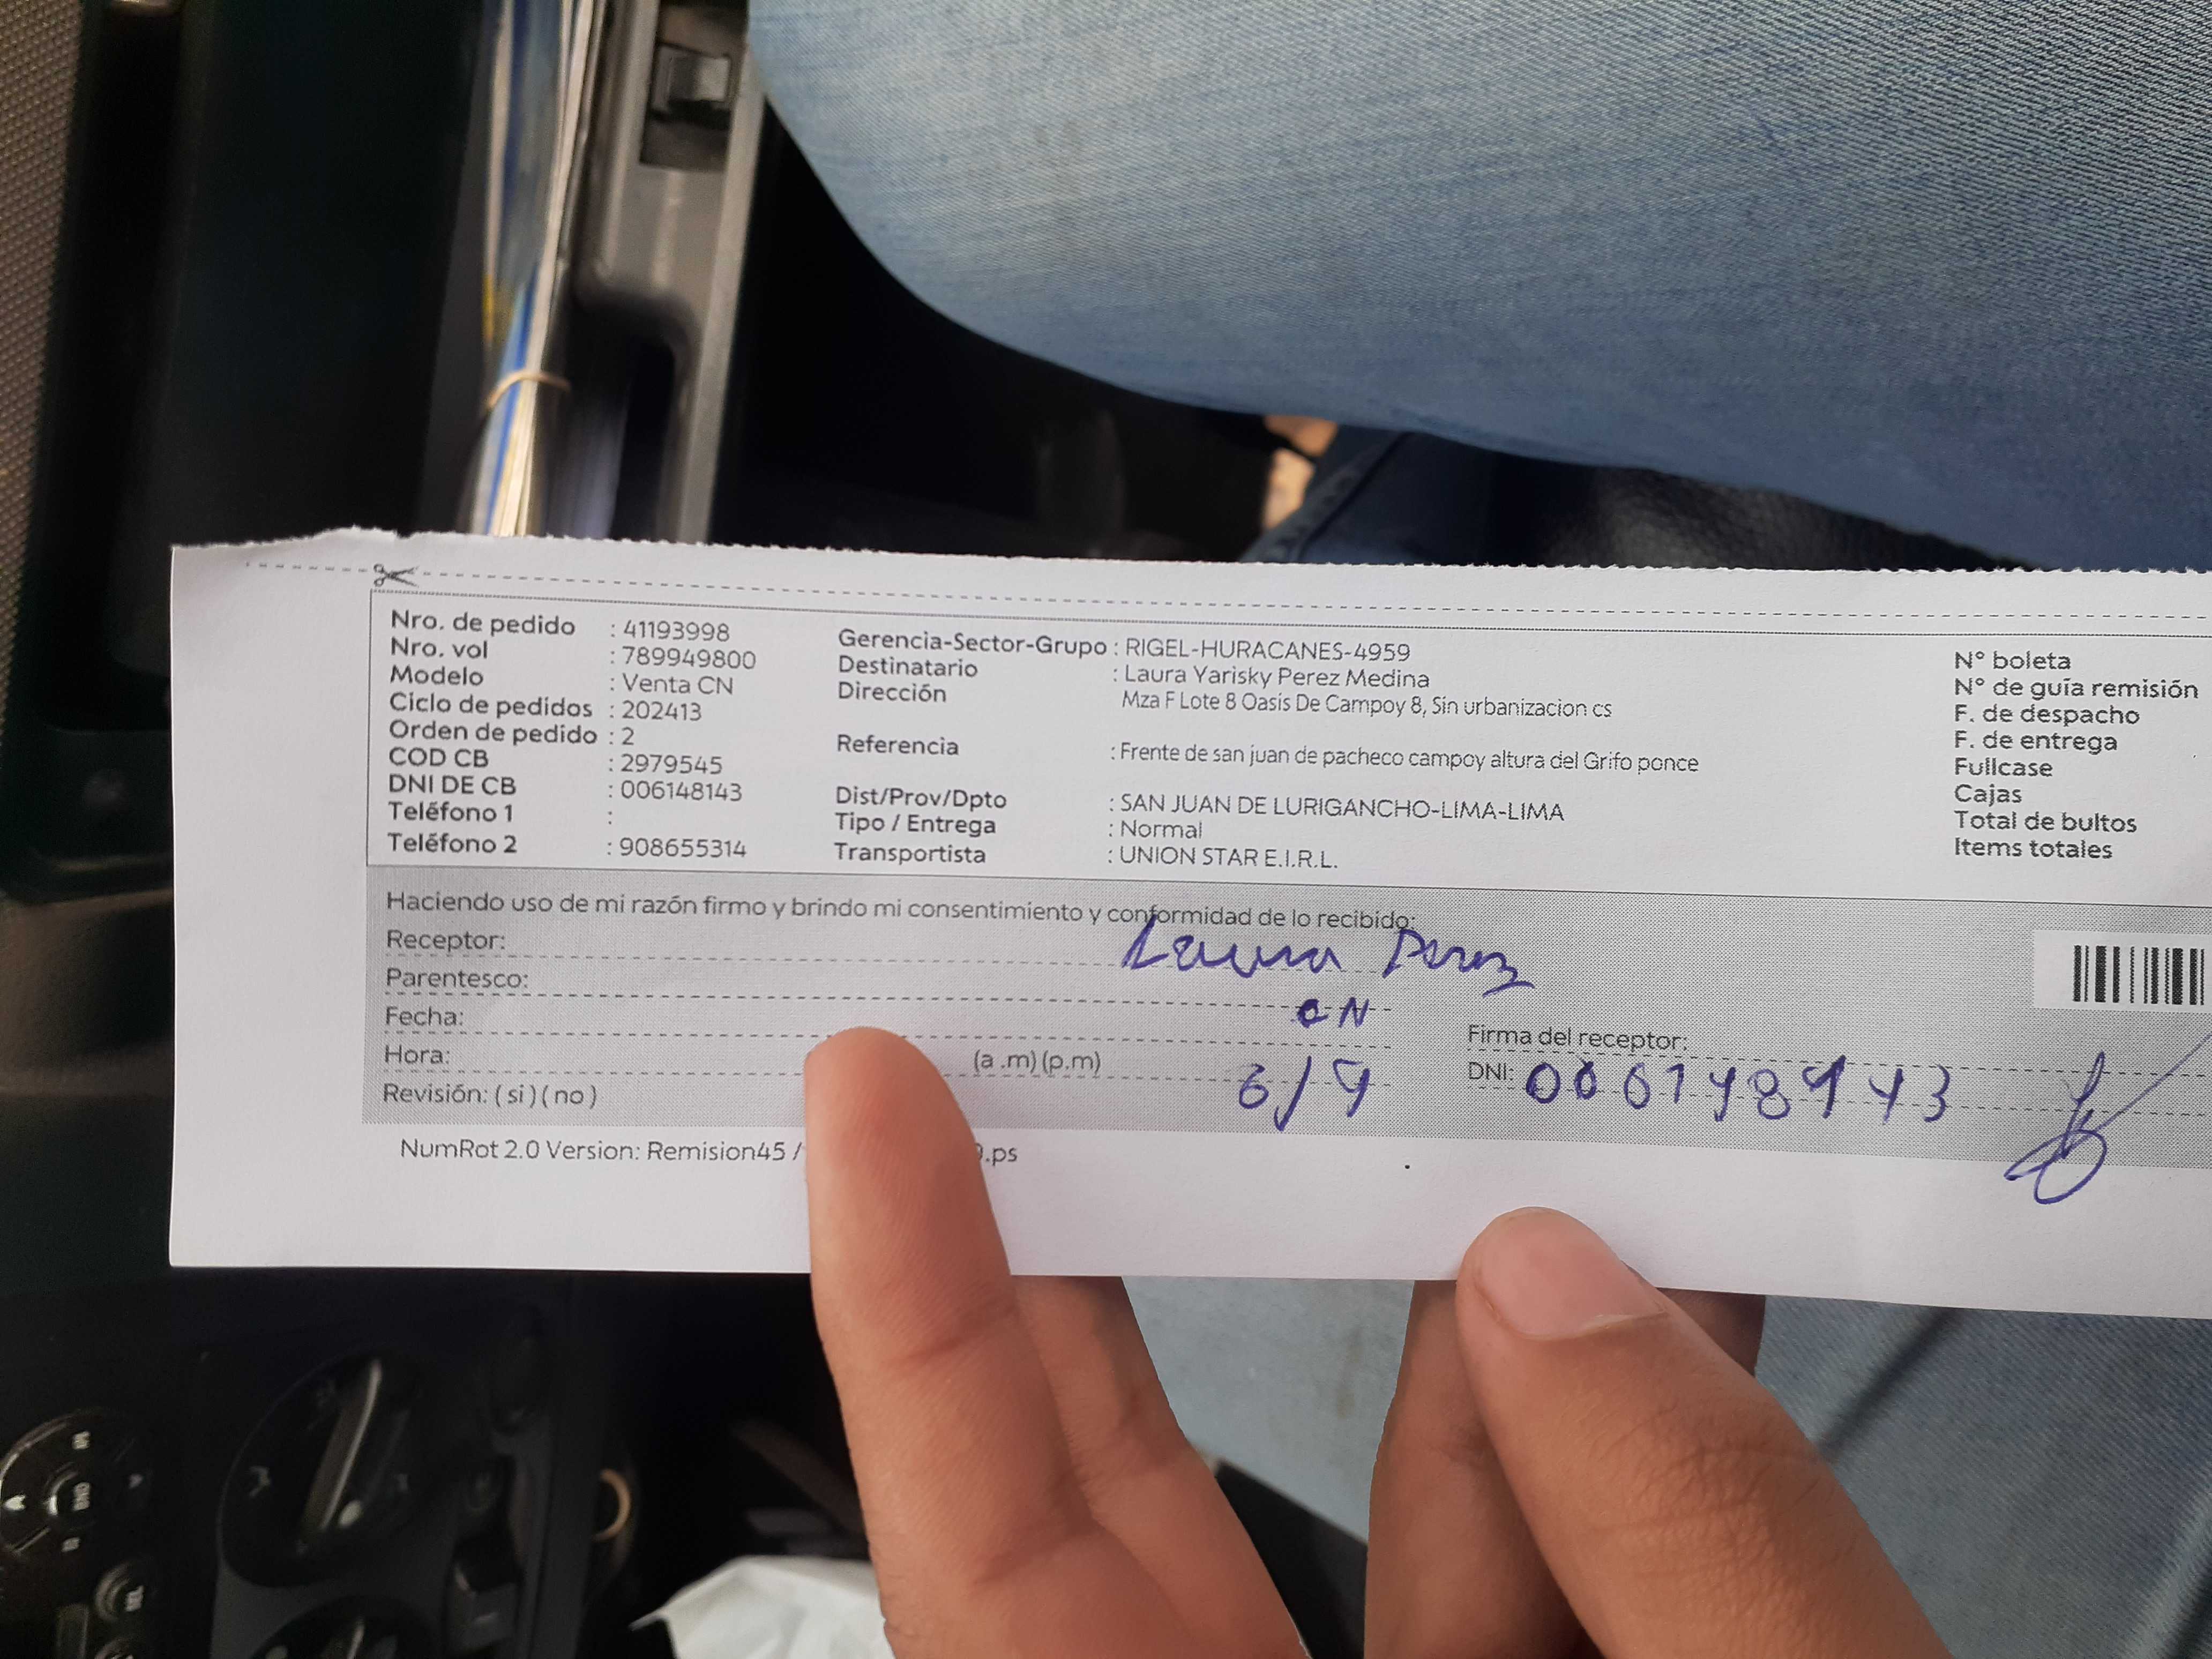 Nro. de pedido : 41193998
Nro. vol : 789949800
Modelo : Venta CN
Ciclo de pedidos : 202413
Orden de pedido : 2
COD CB : 2979545
DNI DE CB : 006148143
Teléfono 1 :
Teléfono 2 : 908655314
Gerencia-Sector-Grupo : RIGEL-HURACANES-4959
Destinatario : Laura Yarisky Perez Medina
Dirección Mza F Lote 8 Oasis De Campoy 8, Sin urbanizacion cs
Referencia : Frente de san juan de pacheco campoy altura del Grifo ponce
Dist/Prov/Dpto : SAN JUAN DE LURIGANCHO-LIMA-LIMA
Tipo / Entrega : Normal
Transportista : UNION STAR E.I.R.L.
N° boleta
N° de guía remisión
F. de despacho
F. de entrega
Fullcase
Cajas
Total de bultos
Items totales
Haciendo uso de mi razón firmo y brindo mi consentimiento y conformidad de lo recibido:
Receptor: Laura Perez
Parentesco: CN
Fecha: 6/9
Hora: (a .m) (p.m)
Revisión: ( si ) ( no )
Firma del receptor:
DNI: 006148143
NumRot 2.0 Version: Remision45 /
.ps